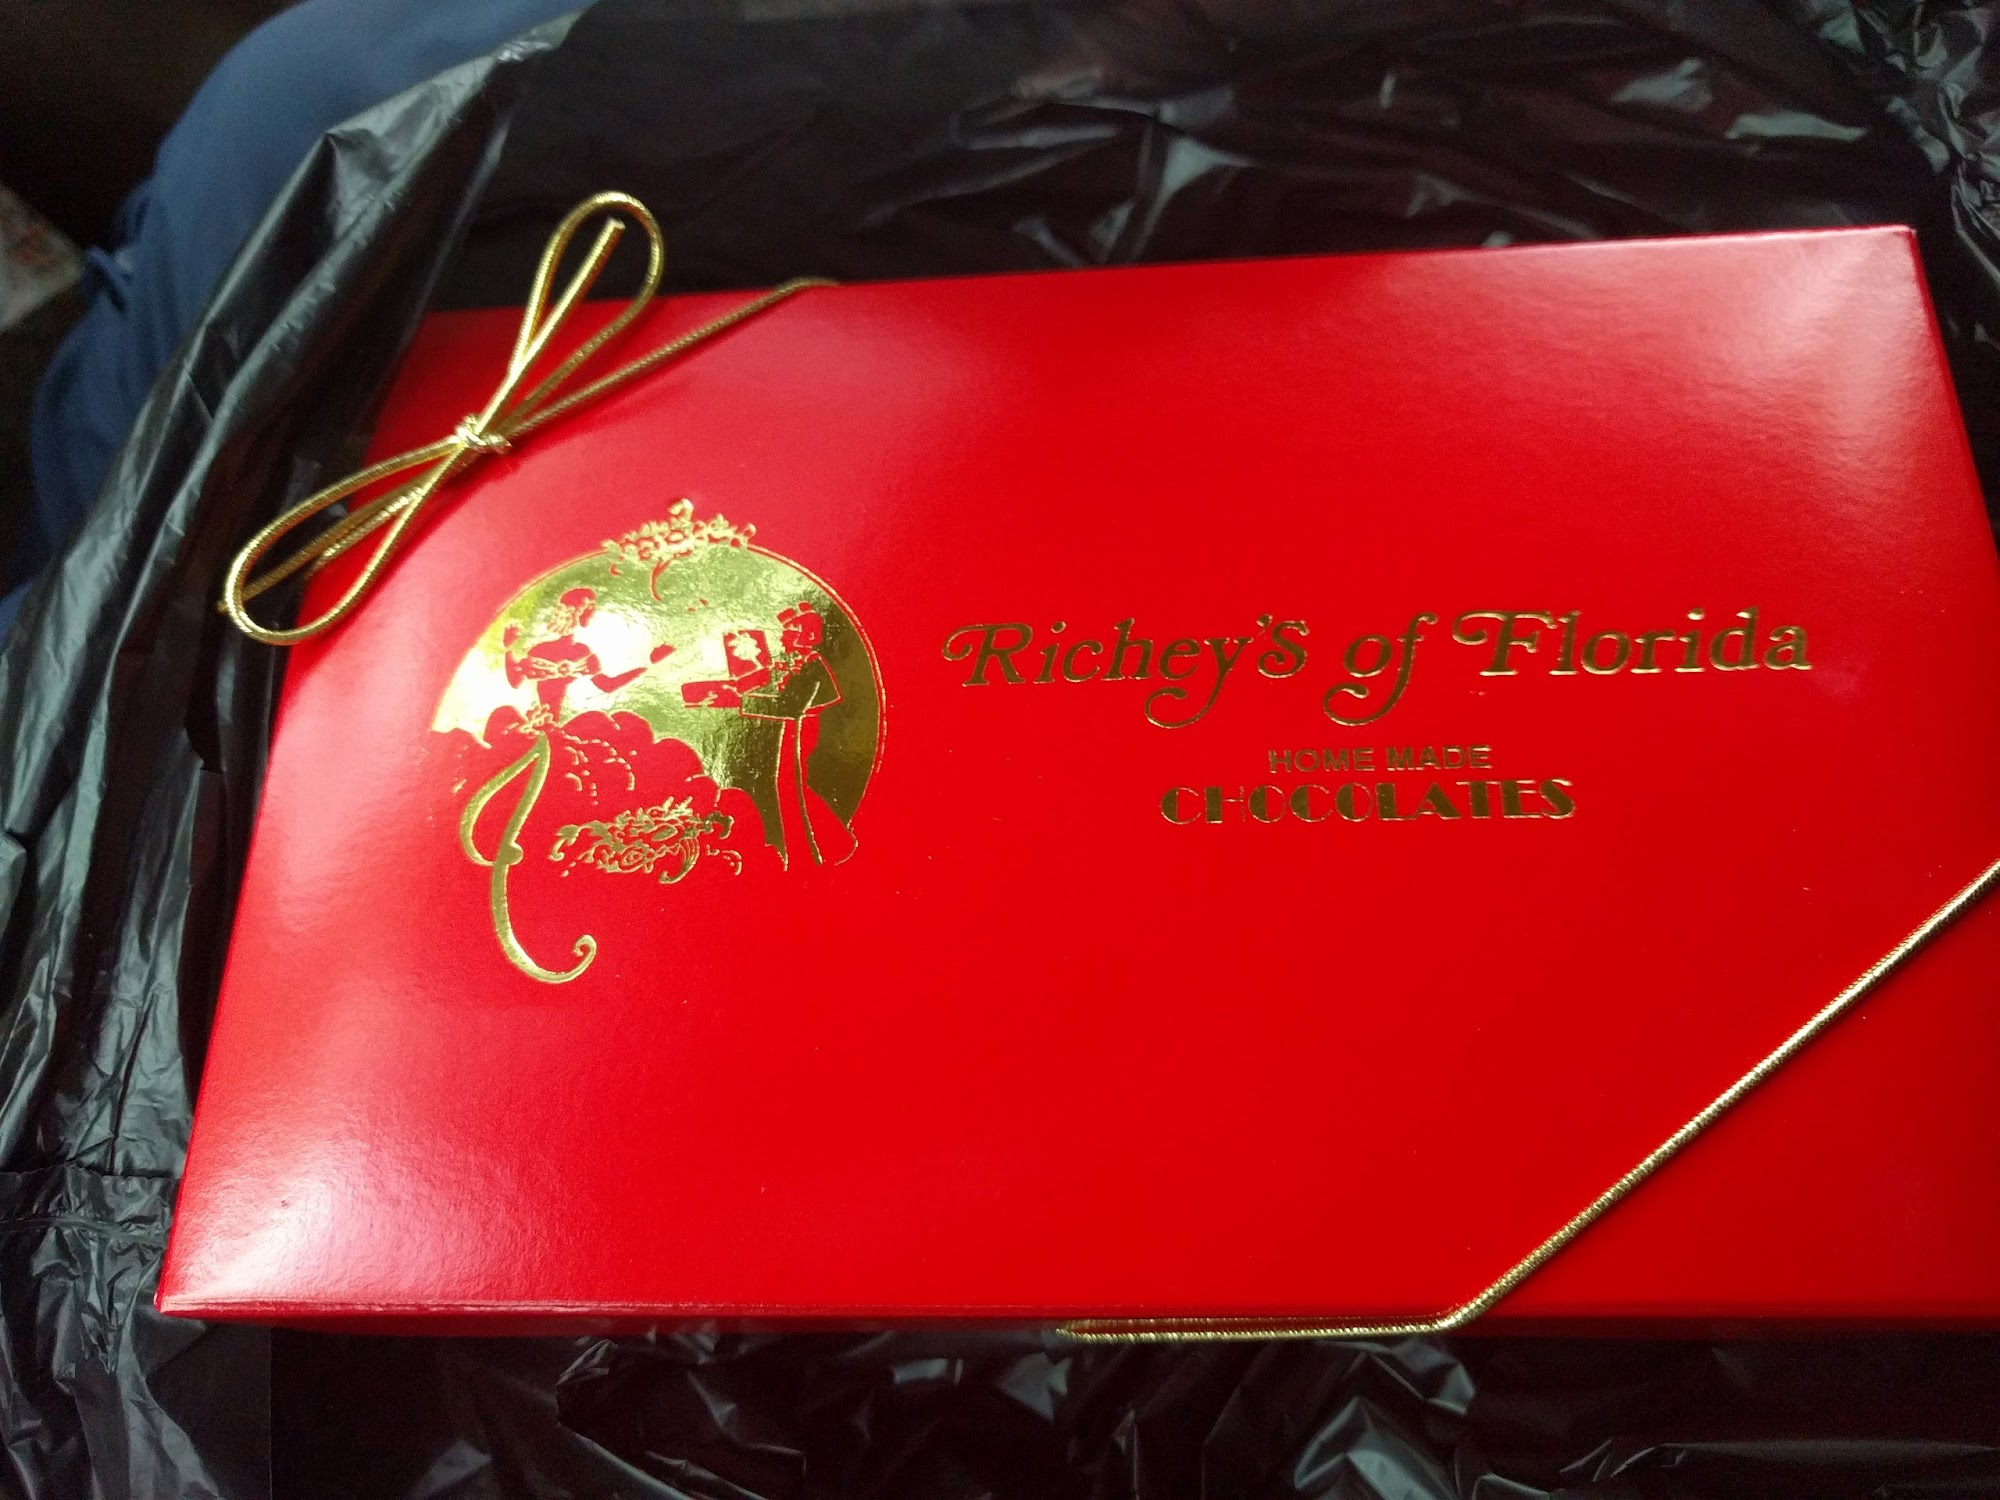 Richey's of Florida
HOME MADE
CHOCOLATES